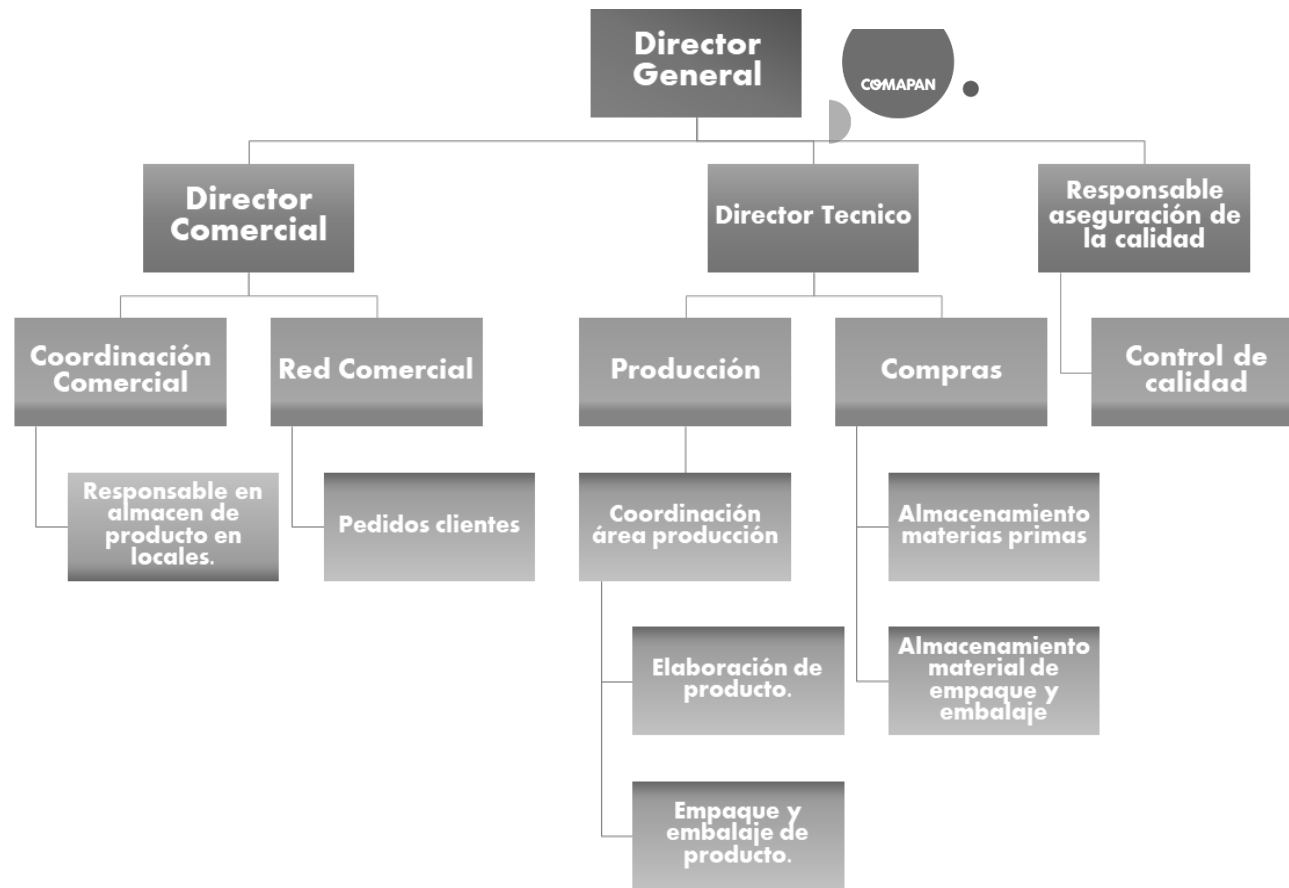 Director
General
COMAPAN
Director
Comercial
Director Tecnico
Responsable
aseguración de
la calidad
Coordinación
Comercial
Red Comercial
Producción
Compras
Control de
calidad
Responsable en
almacen de
producto en
locales.
Pedidos clientes
Coordinación
área producción
Almacenamiento
materias primas
Elaboración de
producto.
Almacenamiento
material de
empaque y
embalaje
Empaque y
embalaje de
producto.